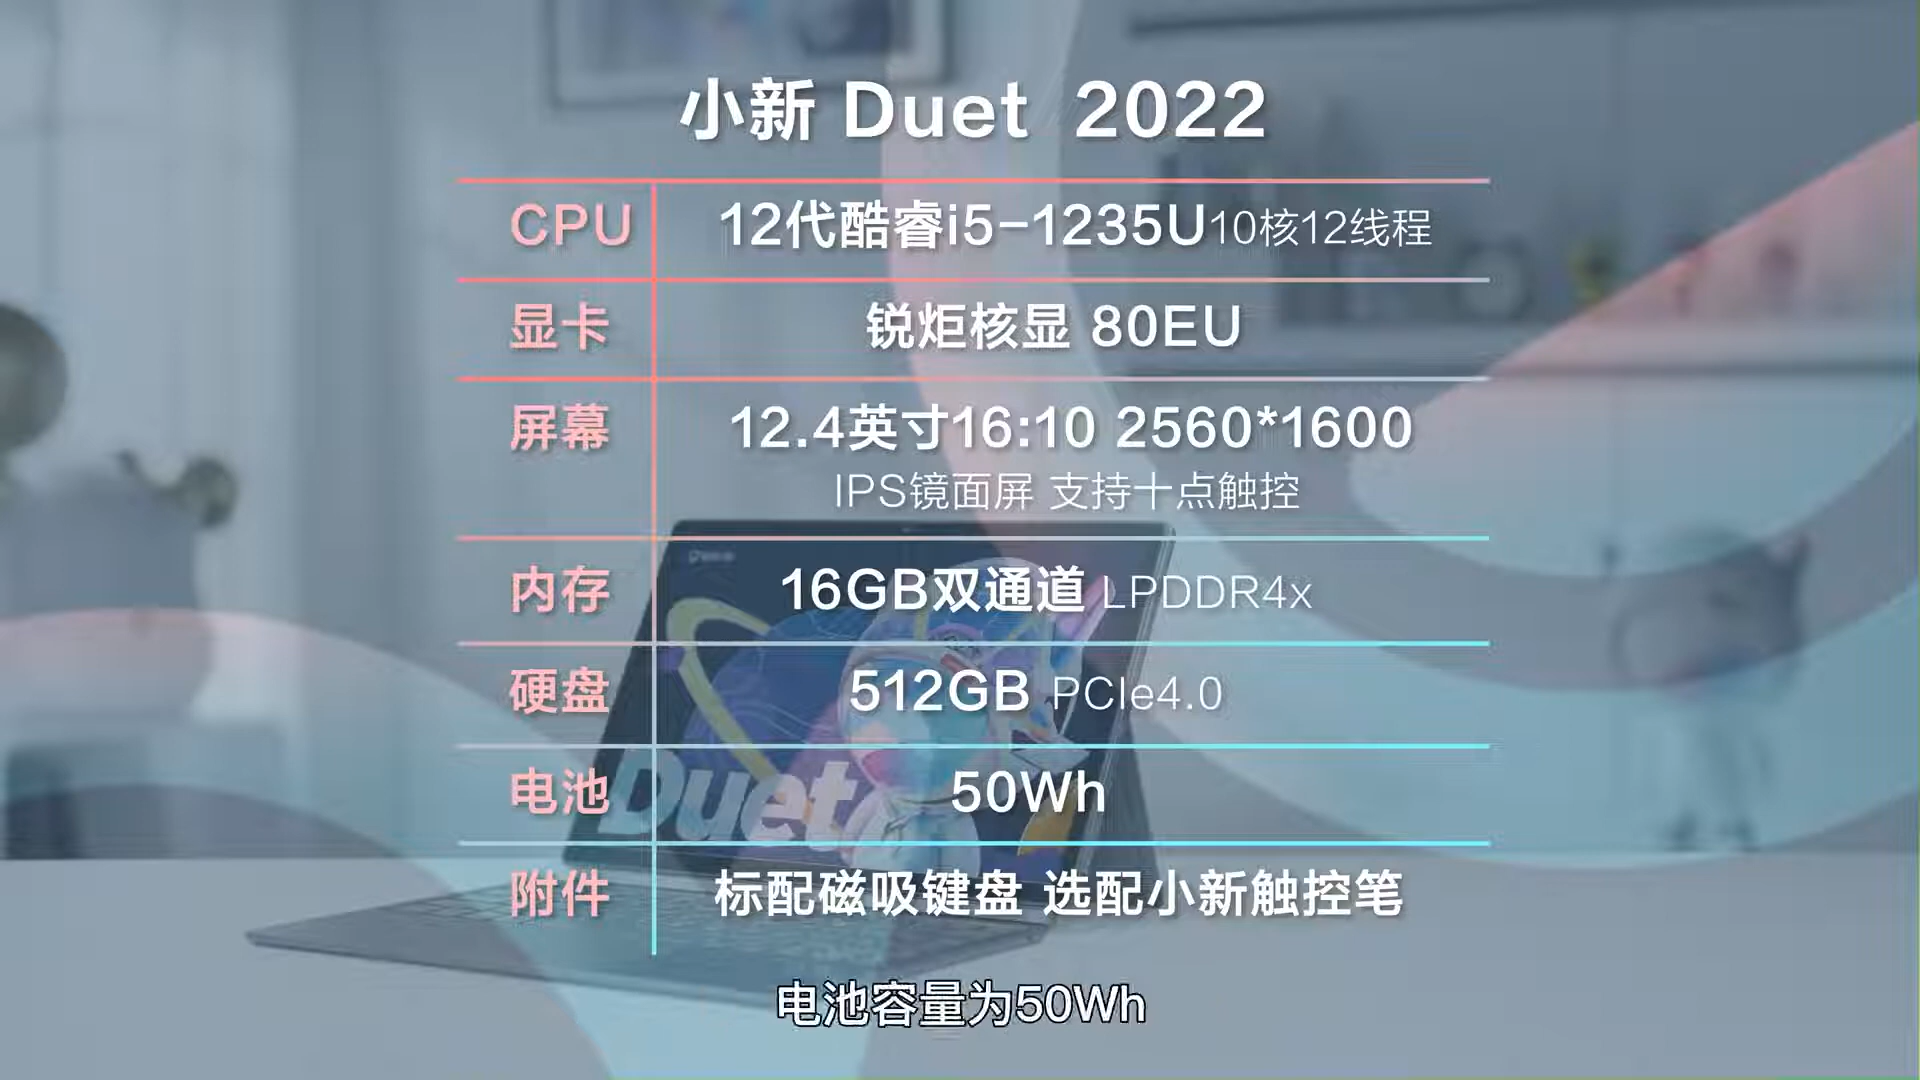 小新 Duet 2022
CPU 12代酷睿i5-1235U10核12线程
显卡 锐炬核显 80EU
屏幕 12.4英寸16:10 2560*1600
IPS镜面屏 支持十点触控
内存 16GB双通道 LPDDR4x
硬盘 512GB PCIe4.0
电池 50Wh
Duet
附件 标配磁吸键盘 选配小新触控笔
电池容量为50Wh